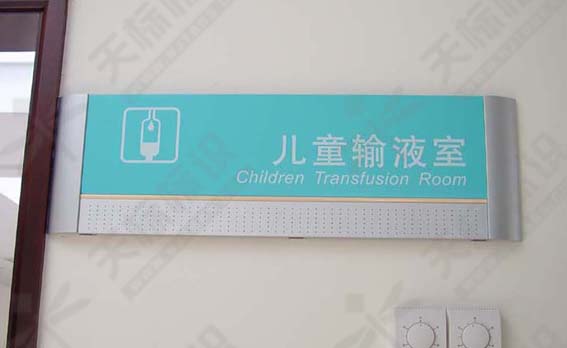 儿童输液室
Children Transfusion Room